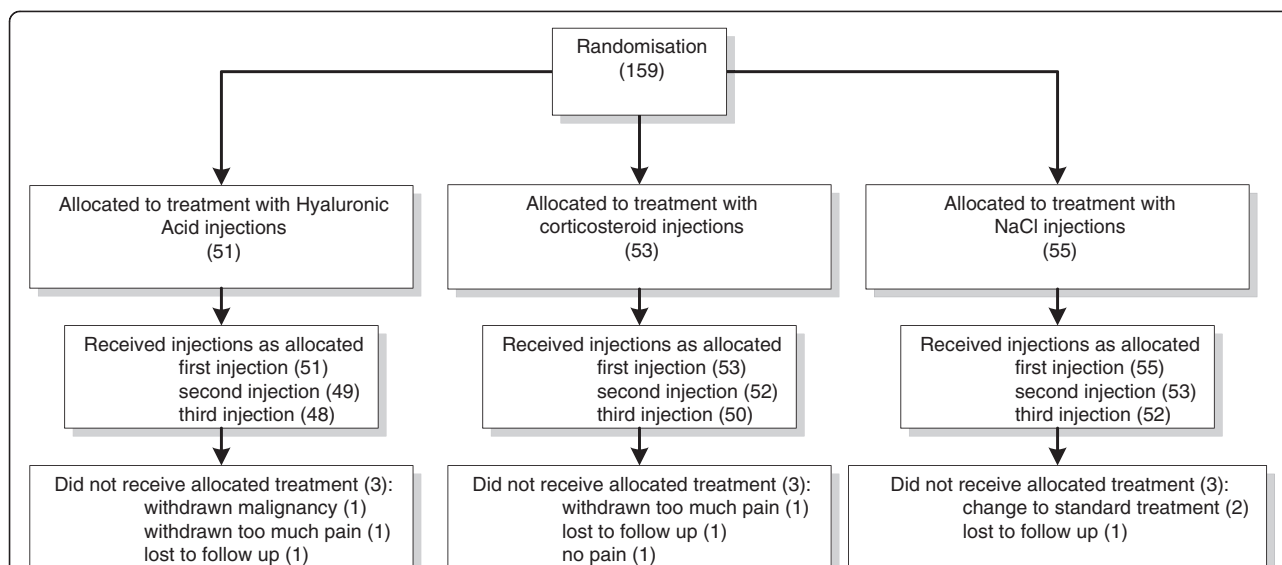 Randomisation
(159)
Allocated to treatment with Hyaluronic
Acid injections
(51)
Allocated to treatment with
corticosteroid injections
(53)
Allocated to treatment with
NaCl injections
(55)
Received injections as allocated
first injection (51)
second injection (49)
third injection (48)
Received injections as allocated
first injection (53)
second injection (52)
third injection (50)
Received injections as allocated
first injection (55)
second injection (53)
third injection (52)
Did not receive allocated treatment (3):
withdrawn malignancy (1)
withdrawn too much pain (1)
lost to follow up (1)
Did not receive allocated treatment (3):
withdrawn too much pain (1)
lost to follow up (1)
no pain (1)
Did not receive allocated treatment (3):
change to standard treatment (2)
lost to follow up (1)